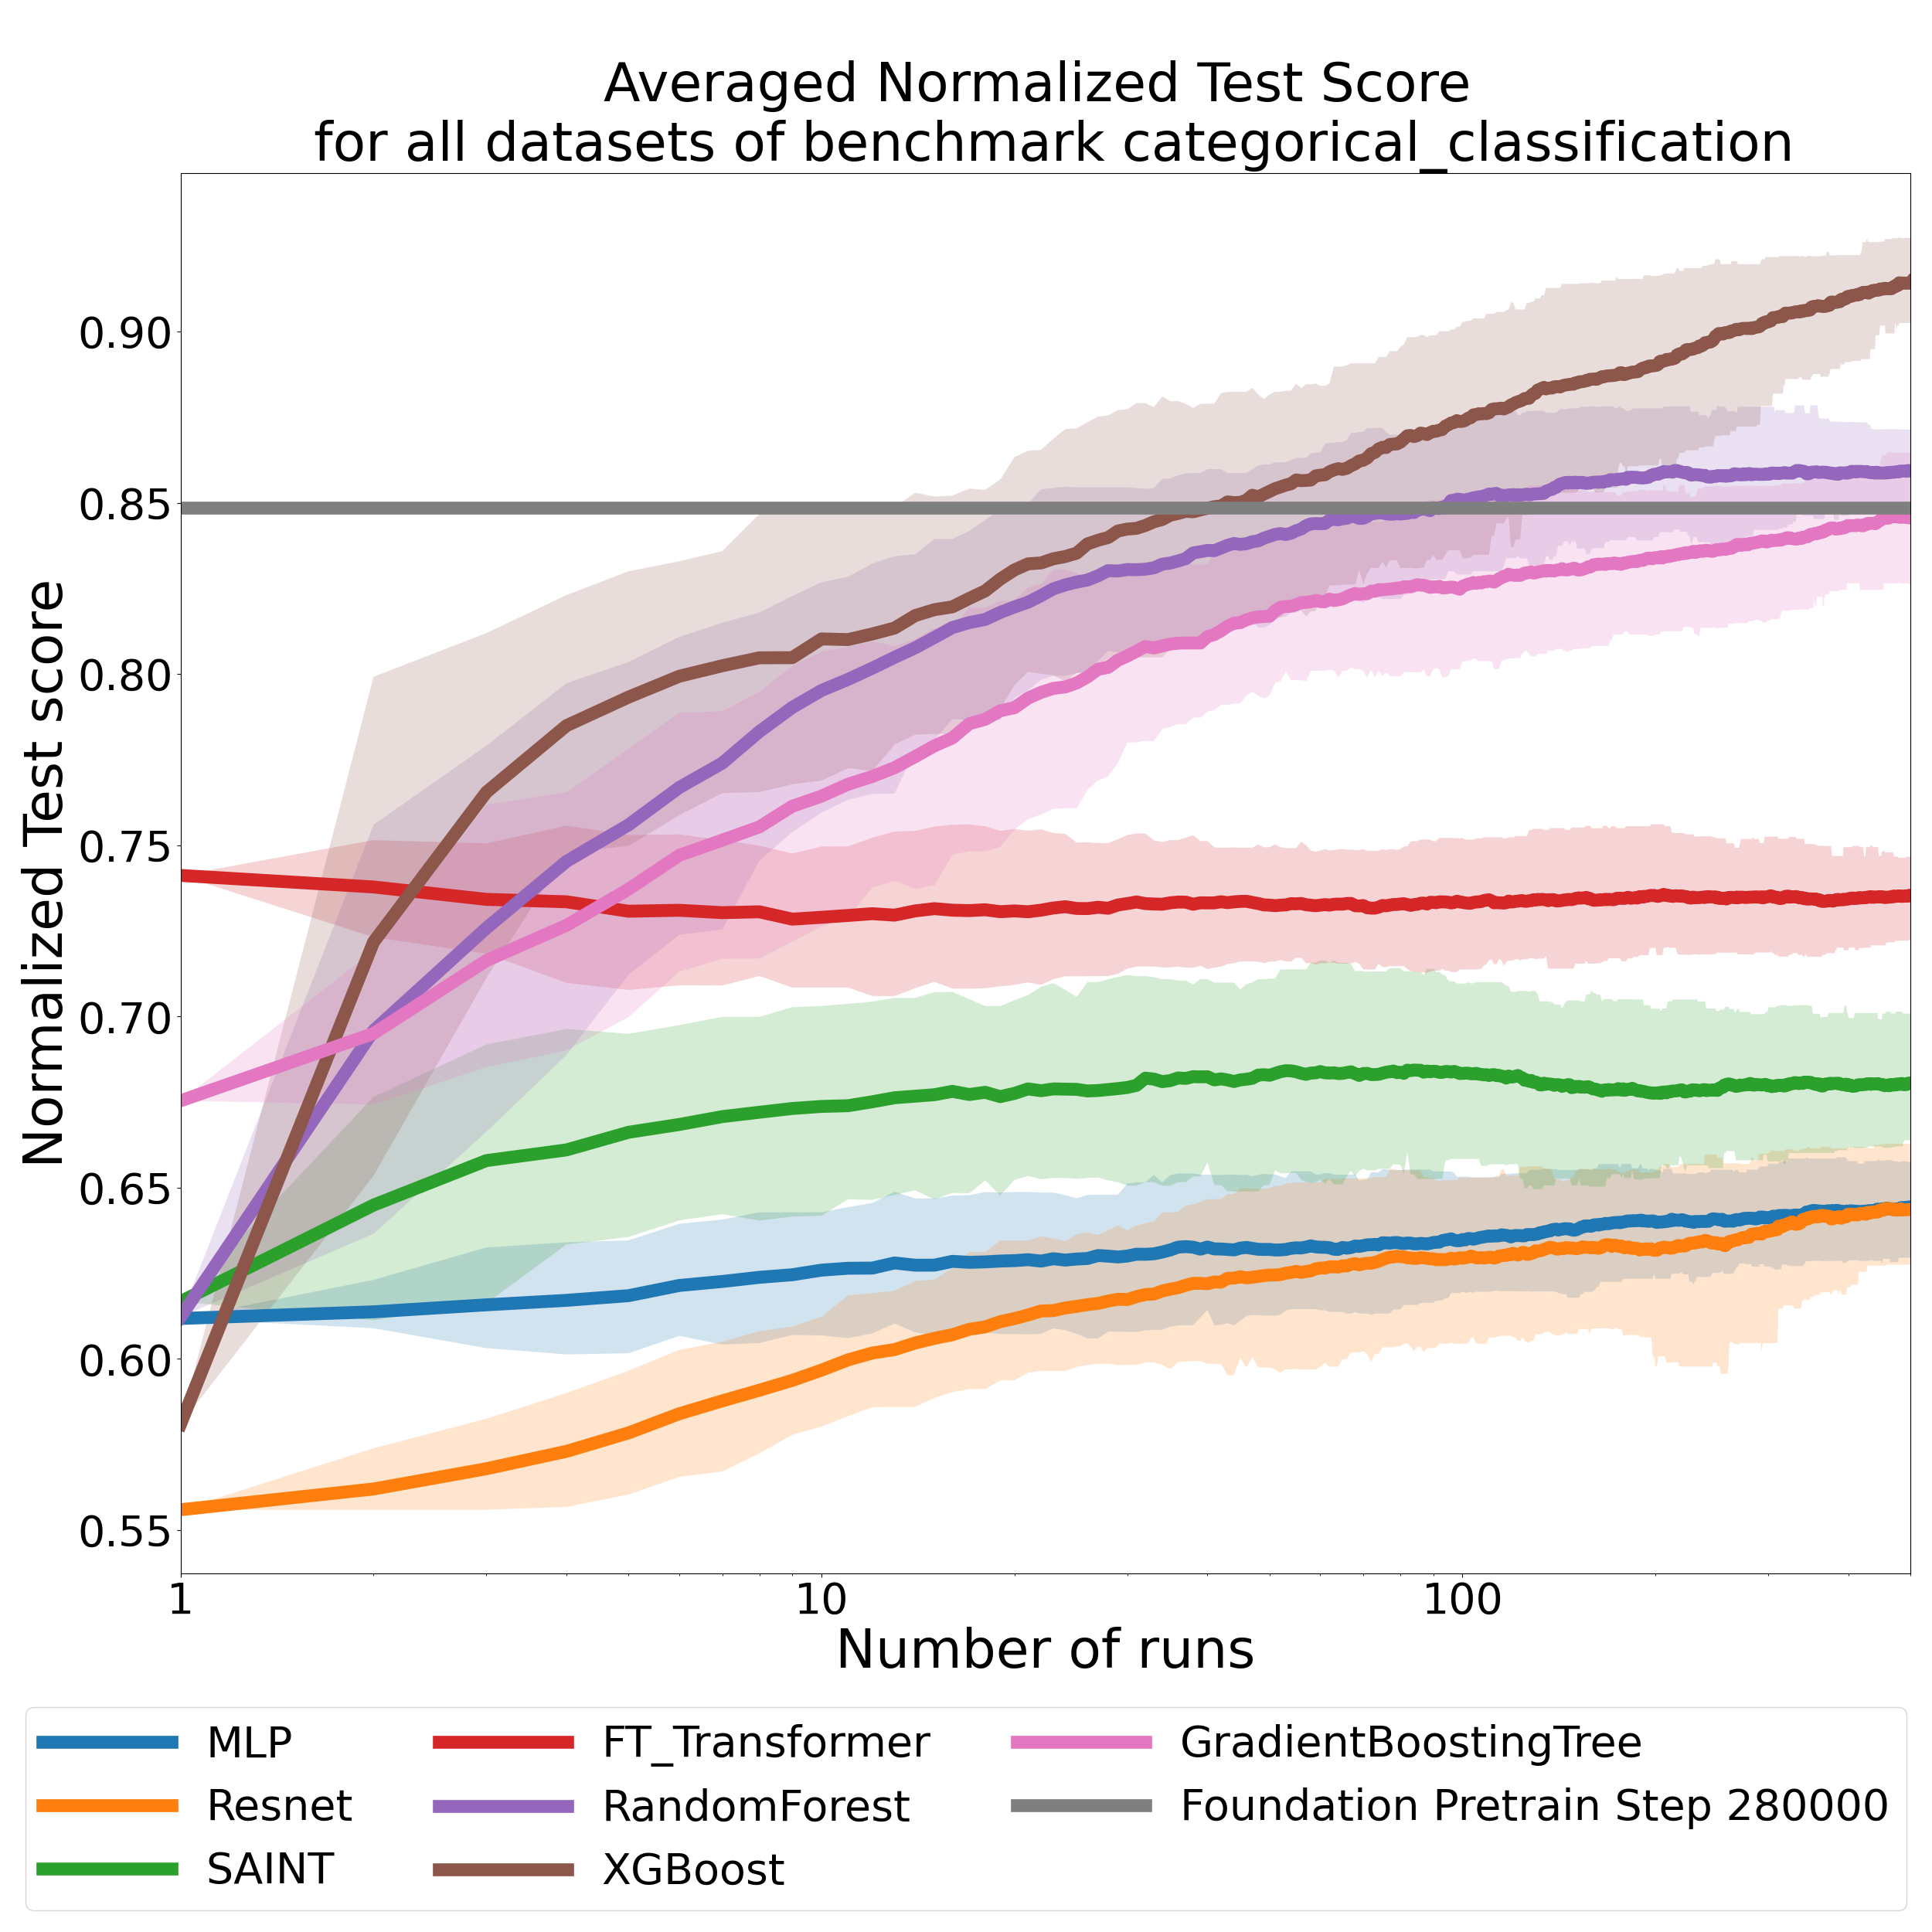 Averaged Normalized Test Score
for all datasets of benchmark categorical_classification
Normalized Test score
0.90
0.85
0.80
0.75
0.70
0.65
0.60
0.55
1
10
100
Number of runs
MLP
Resnet
SAINT
FT_Transformer
RandomForest
XGBoost
GradientBoostingTree
Foundation Pretrain Step 280000